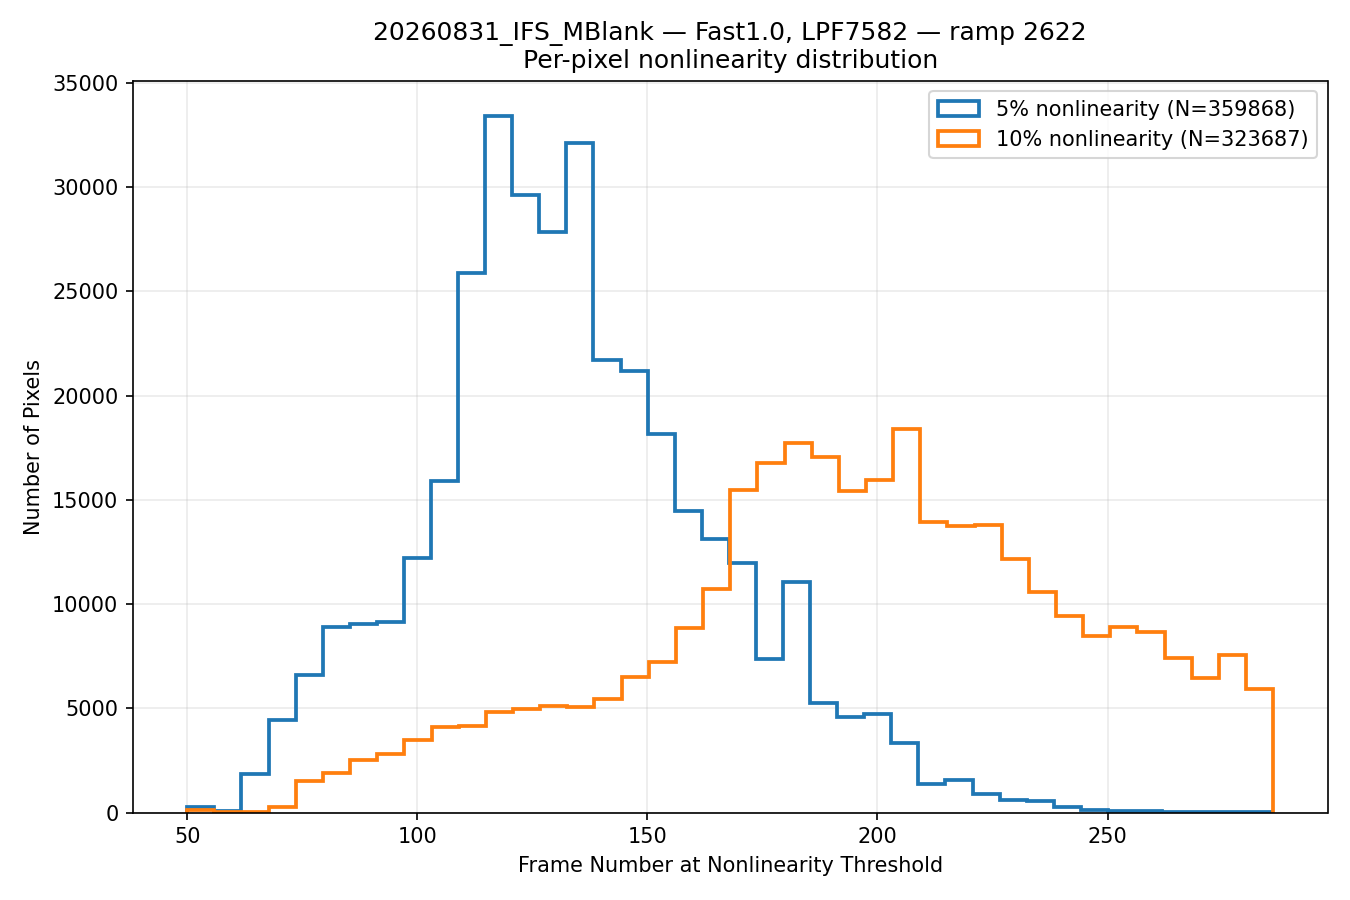 20260831_IFS_MBlank — Fast1.0, LPF7582 — ramp 2622
Per-pixel nonlinearity distribution
5% nonlinearity (N=359868)
10% nonlinearity (N=323687)
Number of Pixels
35000
30000
25000
20000
15000
10000
5000
0
50
100
150
200
250
Frame Number at Nonlinearity Threshold